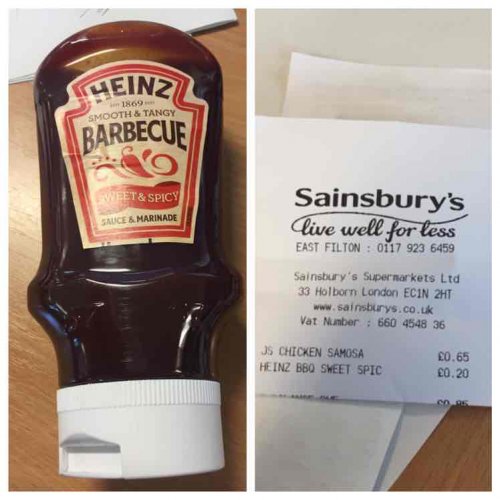 HEINZ
EST 1869
SMOOTH & TANGY
BARBECUE
SWEET & SPICY
SAUCE & MARINADE
Sainsbury's
live well for less
EAST FILTON : 0117 923 6459
Sainsbury's Supermarkets Ltd
33 Holborn London EC1N 2HT
www.sainsburys.co.uk
Vat Number : 660 4548 36
JS CHICKEN SAMOSA £0.65
HEINZ BBQ SWEET SPIC £0.20
£0.85